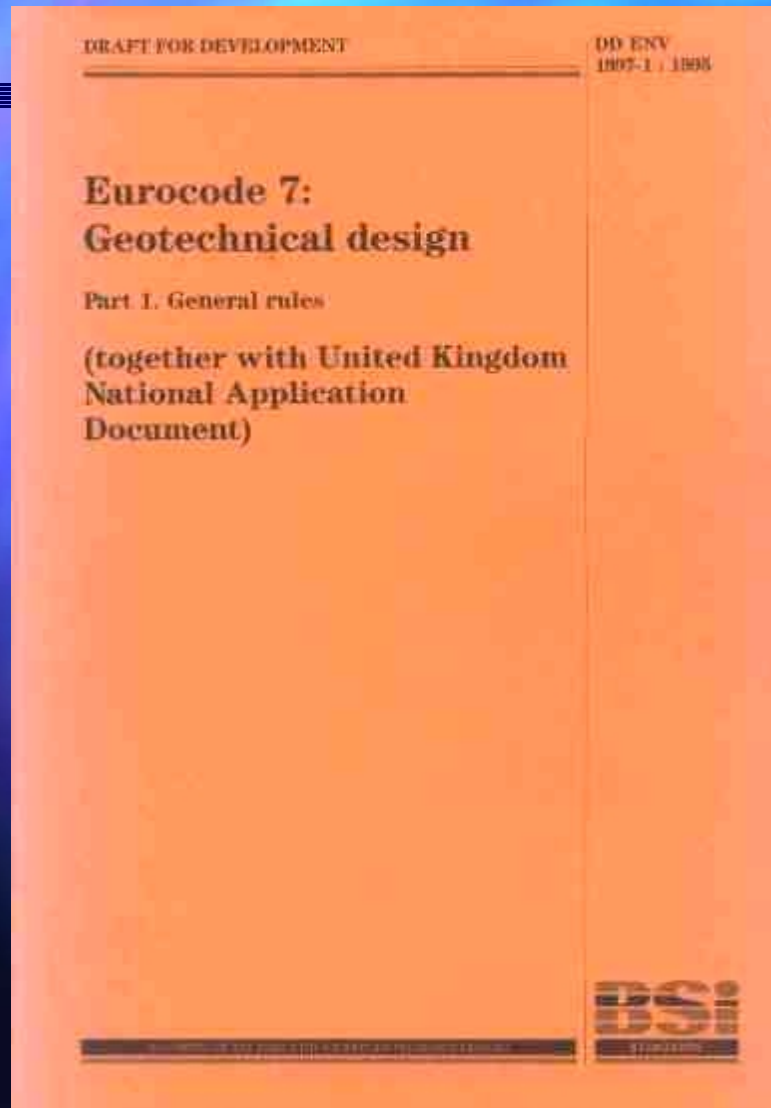 DRAFT FOR DEVELOPMENT
DD ENV
1997-1 : 1995
Eurocode 7:
Geotechnical design
Part 1. General rules
(together with United Kingdom
National Application
Document)
BSi